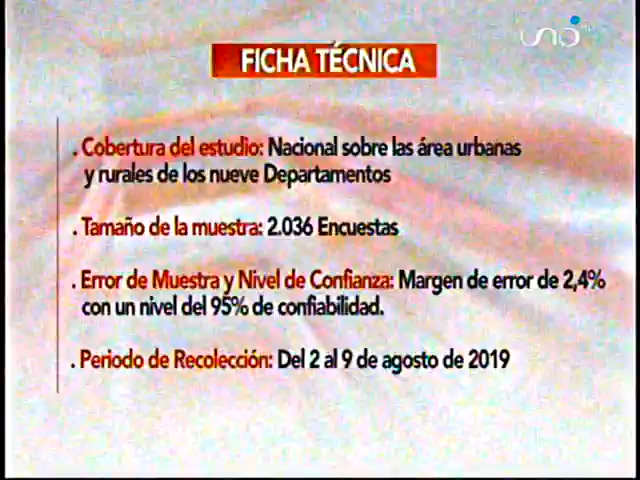 uno
FICHA TÉCNICA
. Cobertura del estudio: Nacional sobre las área urbanas
y rurales de los nueve Departamentos
. Tamaño de la muestra: 2.036 Encuestas
. Error de Muestra y Nivel de Confianza: Margen de error de 2,4%
con un nivel del 95% de confiabilidad.
. Periodo de Recolección: Del 2 al 9 de agosto de 2019